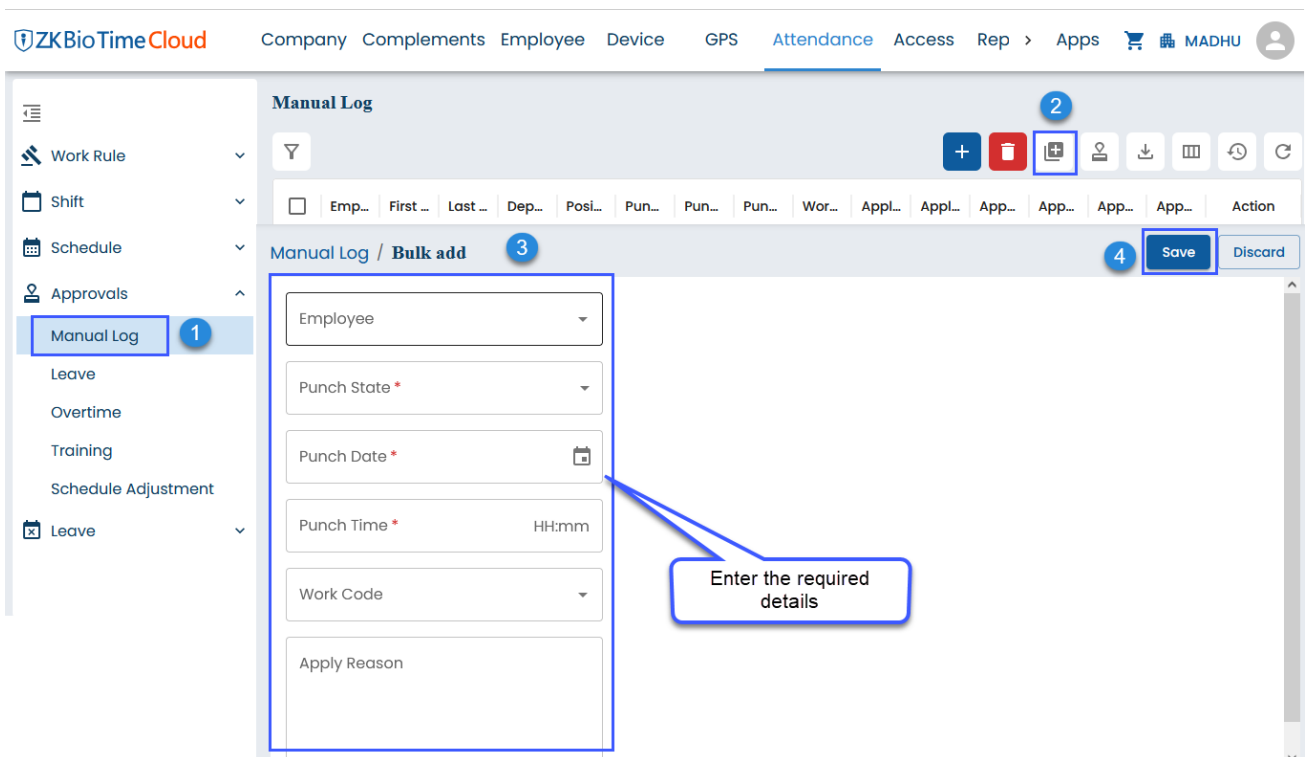 ZKBioTime Cloud Company Complements Employee Device GPS Attendance Access Rep > Apps MADHU
Manual Log
2
Work Rule
Shift
Emp... First ... Last ... Dep... Posi... Pun... Pun... Pun... Wor... Appl... Appl... App... App... App... App... Action
Schedule
Manual Log / Bulk add 3
4 Save Discard
Approvals
Manual Log 1
Leave
Overtime
Training
Schedule Adjustment
Leave
Employee
Punch State *
Punch Date *
Punch Time * HH:mm
Work Code
Apply Reason
Enter the required
details